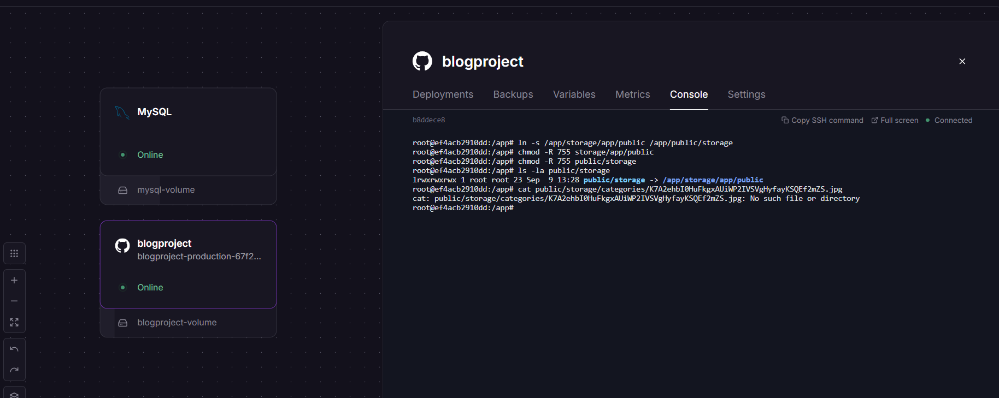 MySQL
Online
mysql-volume
blogproject
blogproject-production-67f2...
Online
blogproject-volume
blogproject
Deployments Backups Variables Metrics Console Settings
b8ddece8 Copy SSH command Full screen Connected
root@ef4acb2910dd:/app# ln -s /app/storage/app/public /app/public/storage
root@ef4acb2910dd:/app# chmod -R 755 storage/app/public
root@ef4acb2910dd:/app# chmod -R 755 public/storage
root@ef4acb2910dd:/app# ls -la public/storage
lrwxrwxrwx 1 root root 23 Sep  9 13:28 public/storage -> /app/storage/app/public
root@ef4acb2910dd:/app# cat public/storage/categories/K7A2ehbI0HuFkgxAUiWP2IVSVgHyfayKSQEf2mZS.jpg
cat: public/storage/categories/K7A2ehbI0HuFkgxAUiWP2IVSVgHyfayKSQEf2mZS.jpg: No such file or directory
root@ef4acb2910dd:/app#